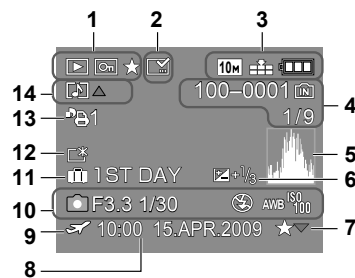 1 2 3
10M
14 100–0001 IN
4
13 1 1/9
12 5
11 1ST DAY +1/3 6
10 F3.3 1/30 AWB ISO 100
9 10:00 15.APR.2009 7
8